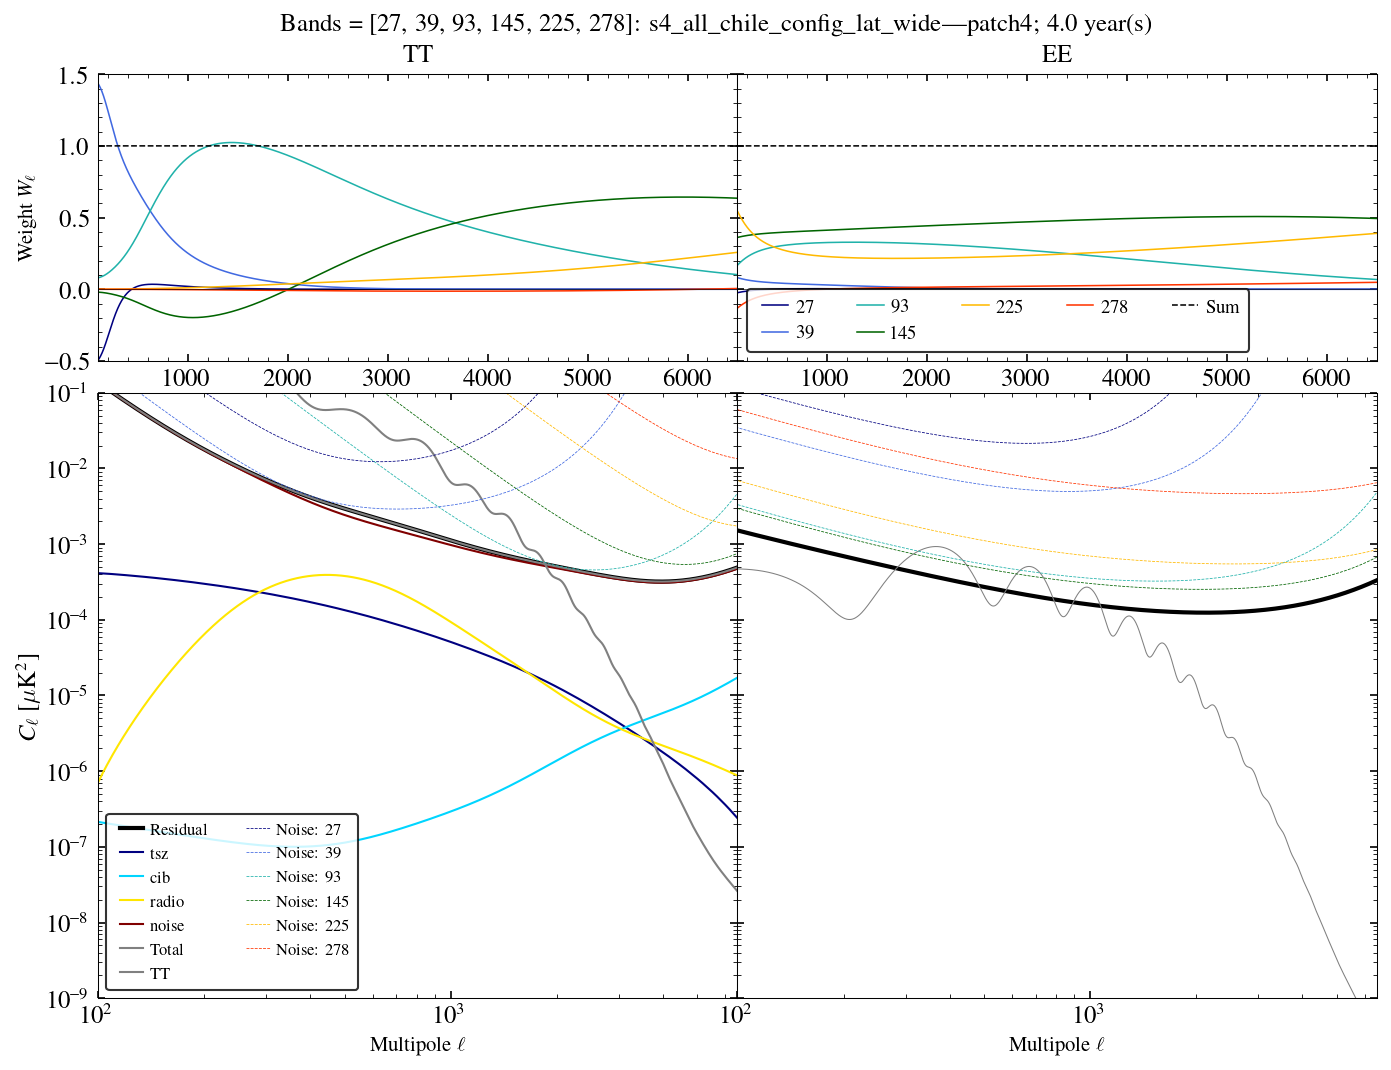 Bands = [27, 39, 93, 145, 225, 278]: s4_all_chile_config_lat_wide—patch4; 4.0 year(s)
TT
EE
1.5
1.0
0.5
0.0
−0.5
Weight W_ℓ
1000 2000 3000 4000 5000 6000
1000 2000 3000 4000 5000 6000
27 93 225 278 Sum
39 145
10^−1
10^−2
10^−3
10^−4
10^−5
10^−6
10^−7
10^−8
10^−9
C_ℓ [μK^2]
Residual Noise: 27
tsz Noise: 39
cib Noise: 93
radio Noise: 145
noise Noise: 225
Total Noise: 278
TT
10^2 10^3 10^2 10^3
Multipole ℓ
Multipole ℓ